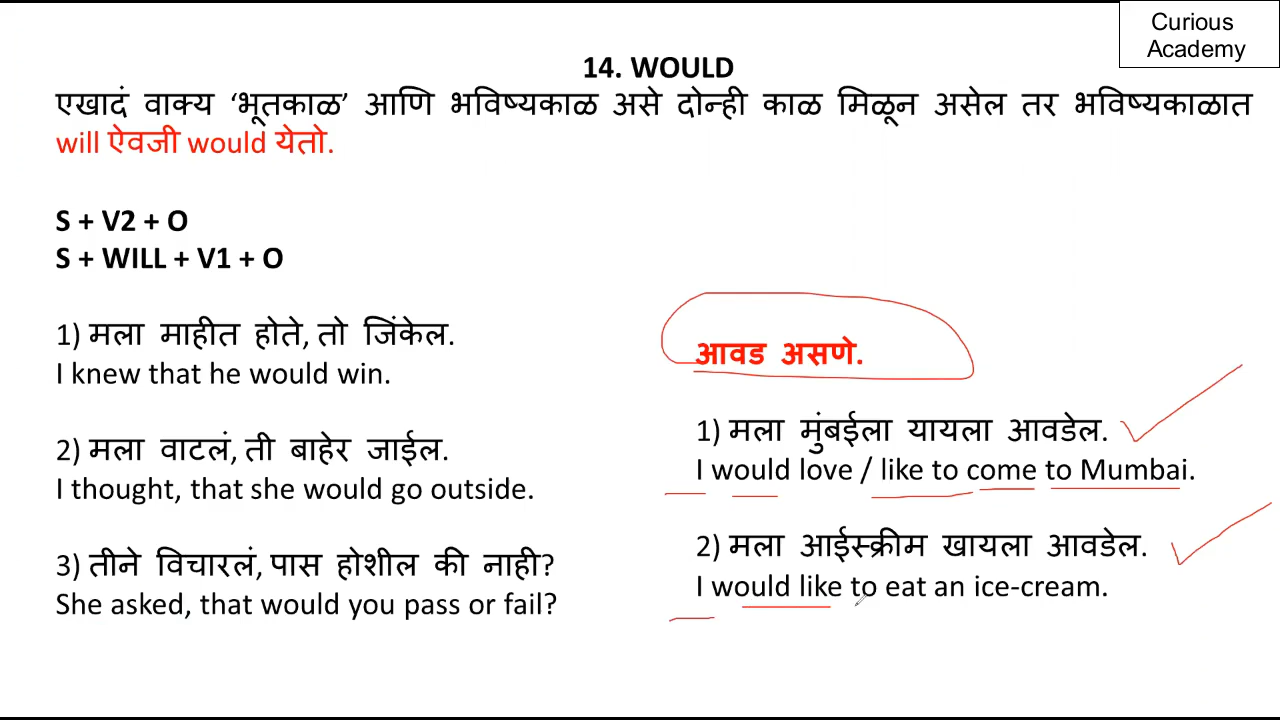 Curious
Academy
14. WOULD
एखादं वाक्य ‘भूतकाळ’ आणि भविष्यकाळ असे दोन्ही काळ मिळून असेल तर भविष्यकाळात
will ऐवजी would येतो.
S + V2 + O
S + WILL + V1 + O
1) मला माहीत होते, तो जिंकेल.
I knew that he would win.
2) मला वाटलं, ती बाहेर जाईल.
I thought, that she would go outside.
3) तीने विचारलं, पास होशील की नाही?
She asked, that would you pass or fail?
आवड असणे.
1) मला मुंबईला यायला आवडेल.
I would love / like to come to Mumbai.
2) मला आईस्क्रीम खायला आवडेल.
I would like to eat an ice-cream.